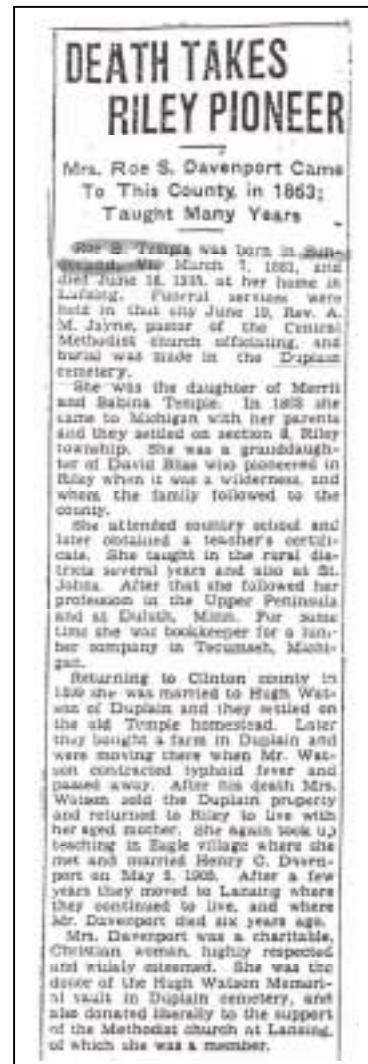 DEATH TAKES
RILEY PIONEER
Mrs. Roe S. Davenport Came
To This County, in 1863;
Taught Many Years
Roe S. Temple was born in
March 7, 1861, and
died June 16, at her home in
Lansing. Funeral services were
held in that city June 19, Rev. A.
M. Jayne, pastor of the Central
Methodist church officiating, and
burial was made in the Duplain
cemetery.
She was the daughter of Merrit
and Sabina Temple. In 1863 she
came to Michigan with her parents
and they settled on section Riley
township. She was a granddaugh-
ter of David Bliss who pioneered in
Riley when it was a wilderness, and
whom the family followed to the
county.
She attended country school and
later obtained a teacher's certifi-
cate. She taught in the rural dis-
tricts several years and also at St.
Johns. After that she followed her
profession in the Upper Peninsula
and at Duluth, Minn. For some
time she was bookkeeper for a lum-
ber company in Tecumseh, Michi-
gan.
Returning to Clinton county in
1899 she was married to Hugh Wat-
son of Duplain and they settled on
the old Temple homestead. Later
they bought a farm in Duplain and
were moving there when Mr. Wat-
son contracted typhoid fever and
passed away. After his death Mrs.
Watson sold the Duplain property
and returned to Riley to live with
her aged mother. She again took up
teaching in Eagle village where she
met and married Henry C. Daven-
port on May 3, 1905. After a few
years they moved to Lansing where
they continued to live, and where
Mr. Davenport died six years ago.
Mrs. Davenport was a charitable,
Christian woman, highly respected
and widely esteemed. She was the
donor of the Hugh Watson Memori-
al vault in Duplain cemetery, and
also donated liberally to the support
of the Methodist church at Lansing,
of which she was a member.